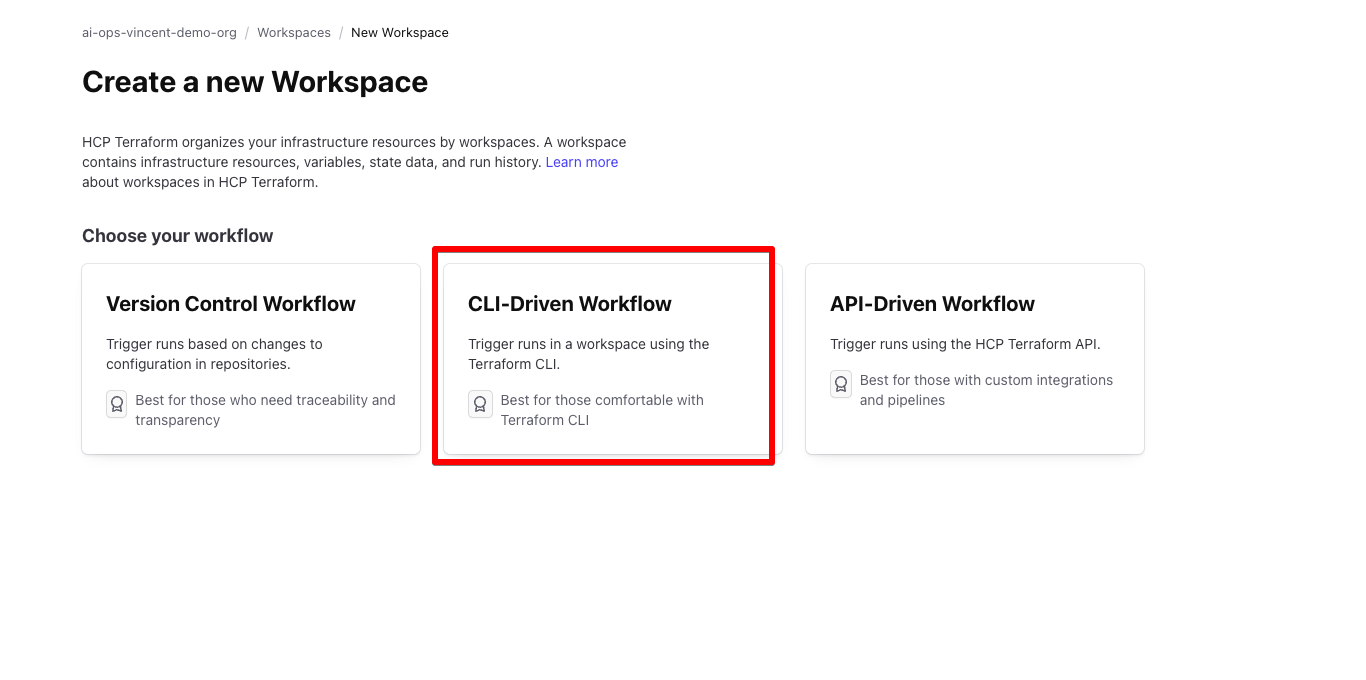 ai-ops-vincent-demo-org / Workspaces / New Workspace
Create a new Workspace
HCP Terraform organizes your infrastructure resources by workspaces. A workspace
contains infrastructure resources, variables, state data, and run history. Learn more
about workspaces in HCP Terraform.
Choose your workflow
Version Control Workflow
Trigger runs based on changes to
configuration in repositories.
Best for those who need traceability and
transparency
CLI-Driven Workflow
Trigger runs in a workspace using the
Terraform CLI.
Best for those comfortable with
Terraform CLI
API-Driven Workflow
Trigger runs using the HCP Terraform API.
Best for those with custom integrations
and pipelines